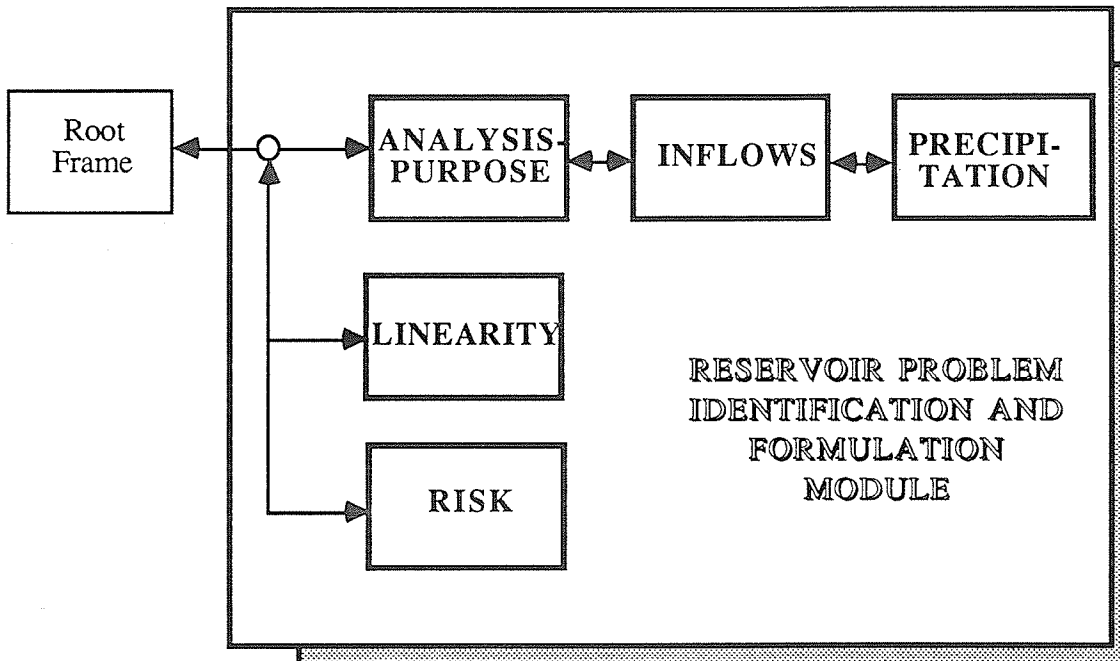 Root
Frame
ANALYSIS-
PURPOSE
INFLOWS
PRECIPI-
TATION
LINEARITY
RISK
RESERVOIR PROBLEM
IDENTIFICATION AND
FORMULATION
MODULE